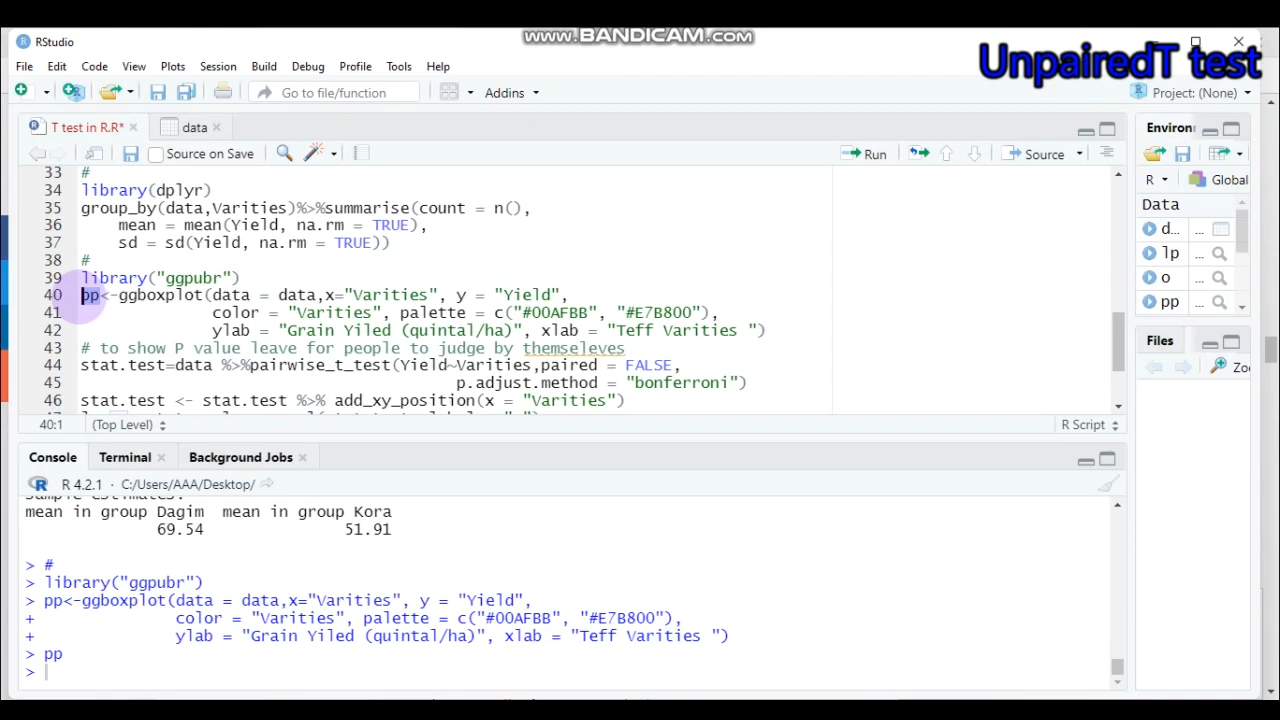 www.BANDICAM.com
RStudio
UnpairedT test
File Edit Code View Plots Session Build Debug Profile Tools Help
Go to file/function Addins Project: (None)
T test in R.R* data Environ
Source on Save Run Source R Global
33 #
34 library(dplyr)
35 group_by(data,Varities)%>%summarise(count = n(),
36 mean = mean(Yield, na.rm = TRUE),
37 sd = sd(Yield, na.rm = TRUE))
38 #
39 library("ggpubr")
40 pp<-ggboxplot(data = data,x="Varities", y = "Yield",
41 color = "Varities", palette = c("#00AFBB", "#E7B800"),
42 ylab = "Grain Yiled (quintal/ha)", xlab = "Teff Varities ")
43 # to show P value leave for people to judge by themseleves
44 stat.test=data %>%pairwise_t_test(Yield~Varities,paired = FALSE,
45 p.adjust.method = "bonferroni")
46 stat.test <- stat.test %>% add_xy_position(x = "Varities")
40:1 (Top Level) R Script
Data
d...
lp
o
pp
Files
Zo
Console Terminal Background Jobs
R 4.2.1 · C:/Users/AAA/Desktop/
sample estimates:
mean in group Dagim mean in group Kora
69.54 51.91
> #
> library("ggpubr")
> pp<-ggboxplot(data = data,x="Varities", y = "Yield",
+ color = "Varities", palette = c("#00AFBB", "#E7B800"),
+ ylab = "Grain Yiled (quintal/ha)", xlab = "Teff Varities ")
> pp
>